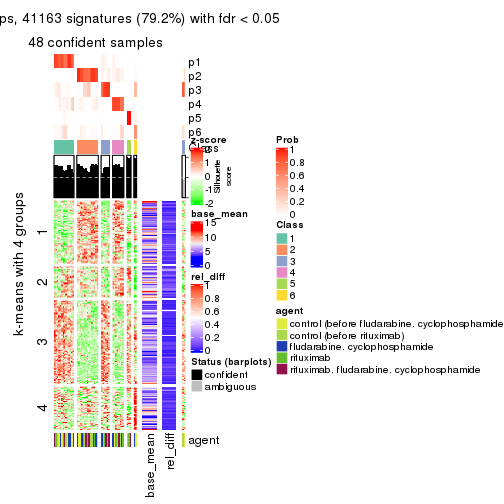 ps, 41163 signatures (79.2%) with fdr < 0.05
48 confident samples
p1
p2
p3
p4
p5
p6
Class
Silhouette
score
k-means with 4 groups
1
2
3
4
agent
base_mean
rel_diff
z-score
2
1
0
-1
-2
base_mean
15
10
5
0
rel_diff
1
0.8
0.6
0.4
0.2
0
Status (barplots)
confident
ambiguous
Prob
1
0.8
0.6
0.4
0.2
0
Class
1
2
3
4
5
6
agent
control (before fludarabine. cyclophosphamide
control (before rituximab)
fludarabine. cyclophosphamide
rituximab
rituximab. fludarabine. cyclophosphamide